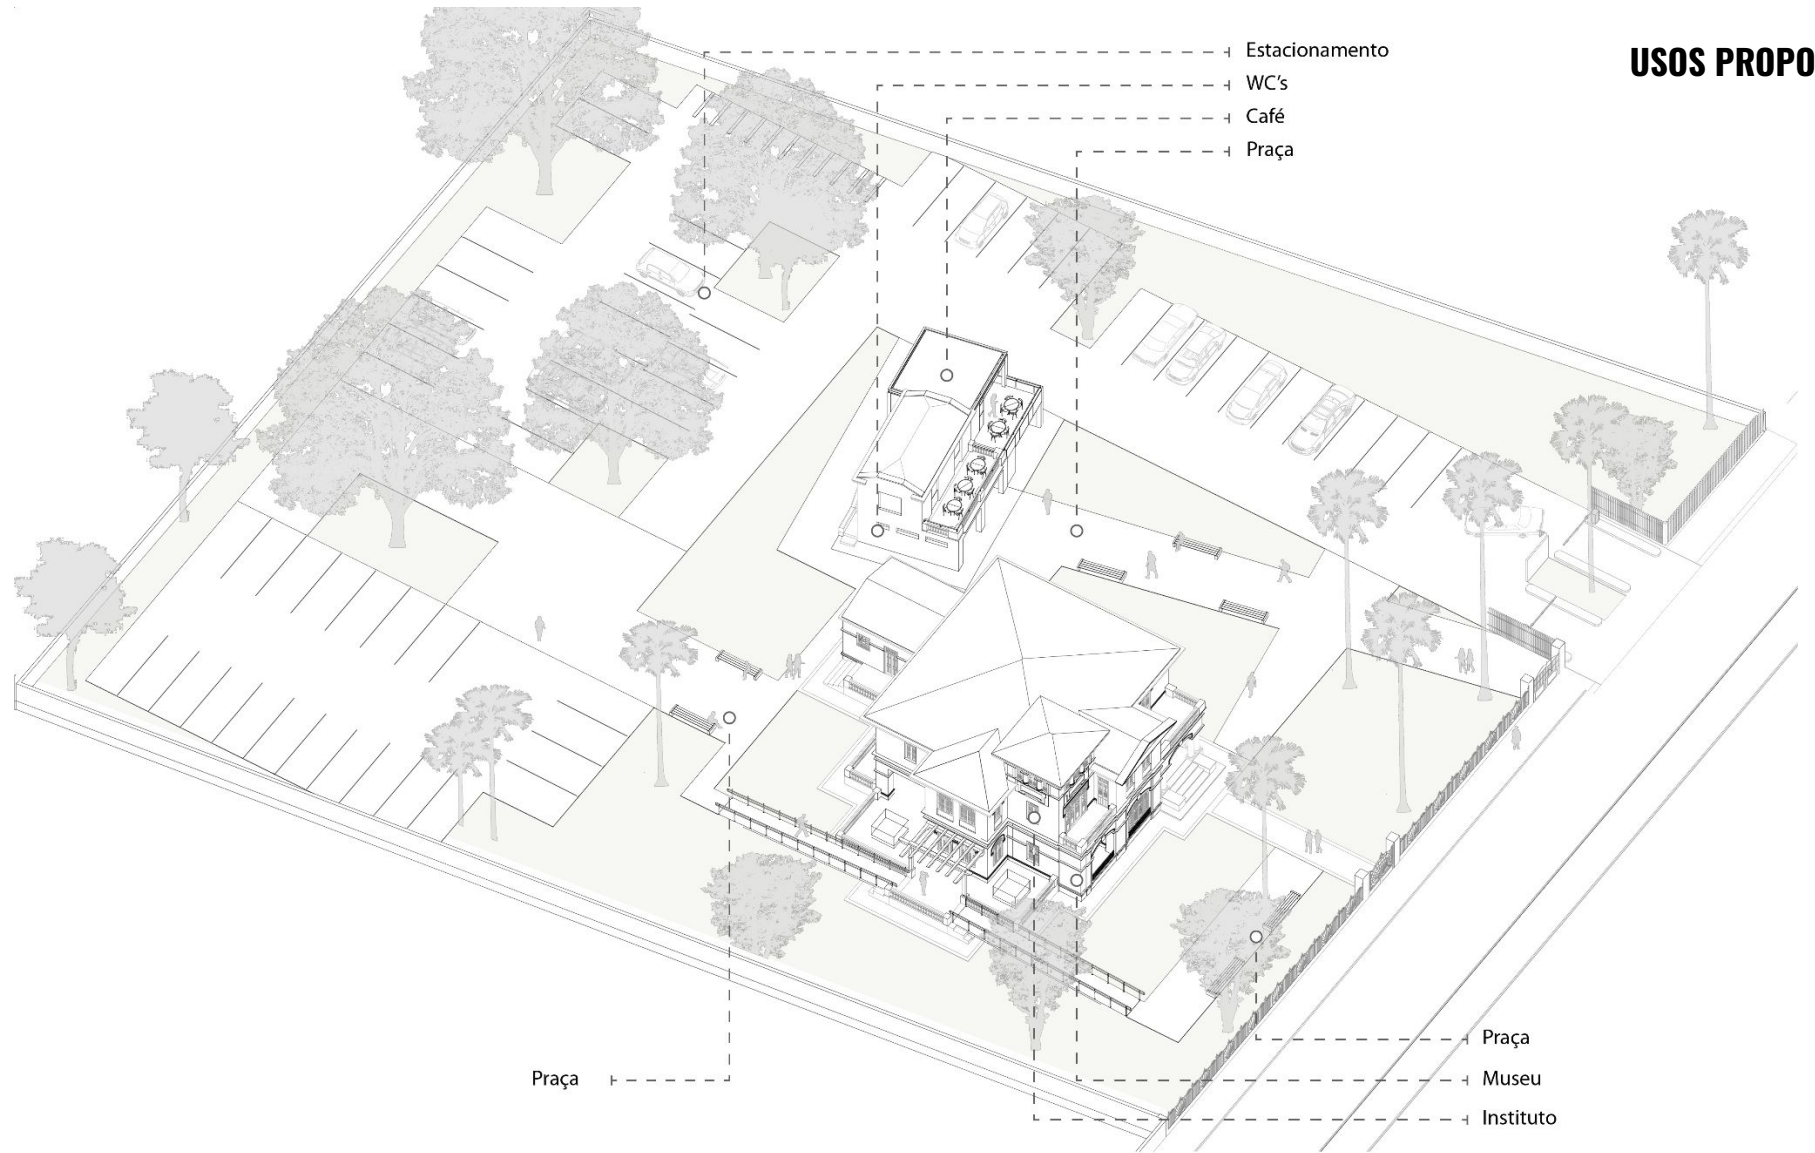 USOS PROPO
Estacionamento
WC's
Café
Praça
Praça
Praça
Museu
Instituto